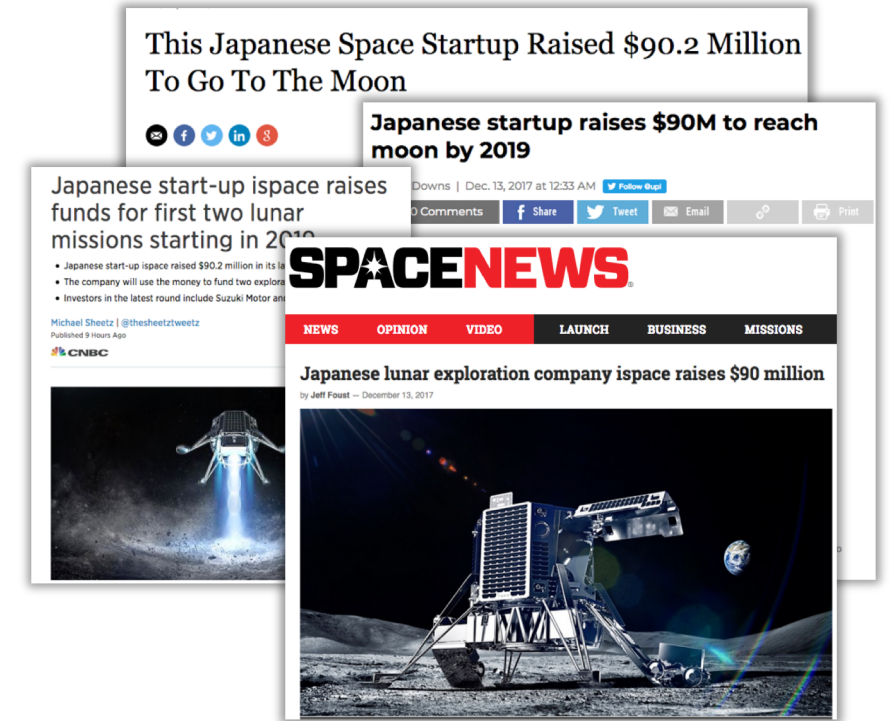 This Japanese Space Startup Raised $90.2 Million
To Go To The Moon
Japanese startup raises $90M to reach
moon by 2019
Downs | Dec. 13, 2017 at 12:33 AM Follow @upi
0 Comments Share Tweet Email Print
Japanese start-up ispace raises
funds for first two lunar
missions starting in 2019
• Japanese start-up ispace raised $90.2 million in its la
• The company will use the money to fund two explora
• Investors in the latest round include Suzuki Motor and
Michael Sheetz | @thesheetztweetz
Published 9 Hours Ago
CNBC
SPACENEWS®
NEWS OPINION VIDEO LAUNCH BUSINESS MISSIONS
Japanese lunar exploration company ispace raises $90 million
by Jeff Foust — December 13, 2017